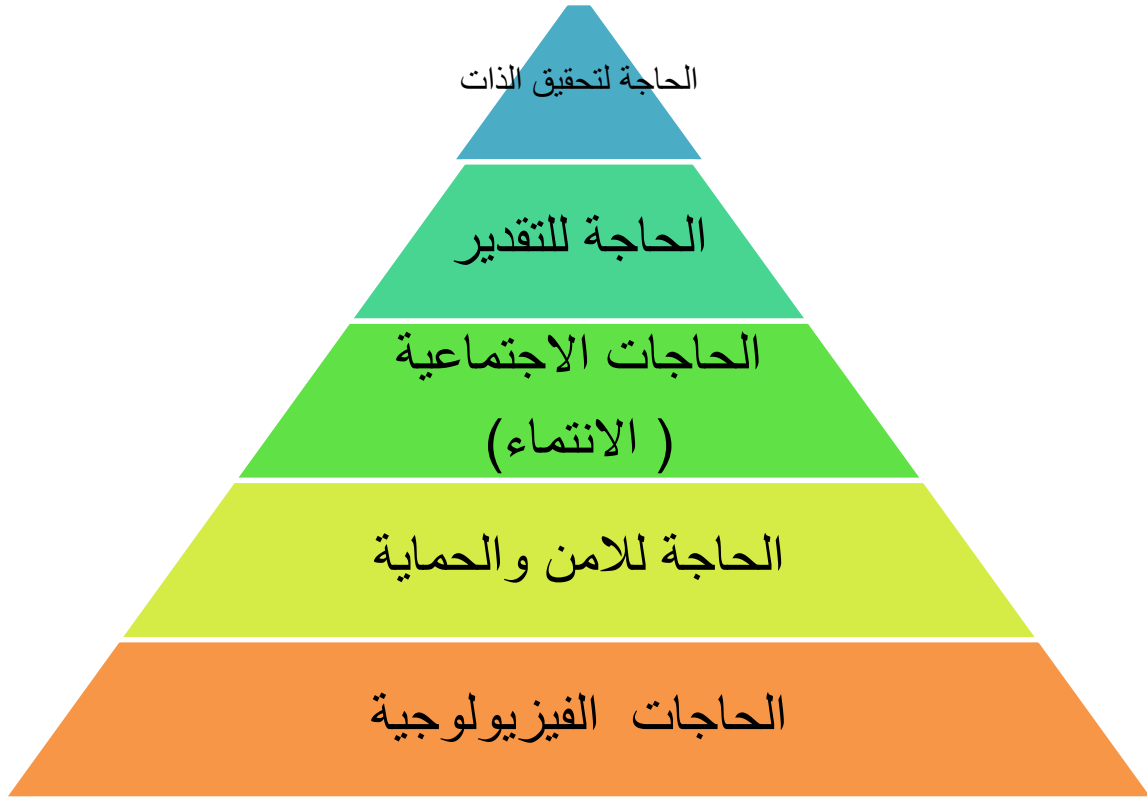 الحاجة لتحقيق الذات
الحاجة للتقدير
الحاجات الاجتماعية
( الانتماء)
الحاجة للامن والحماية
الحاجات الفيزيولوجية